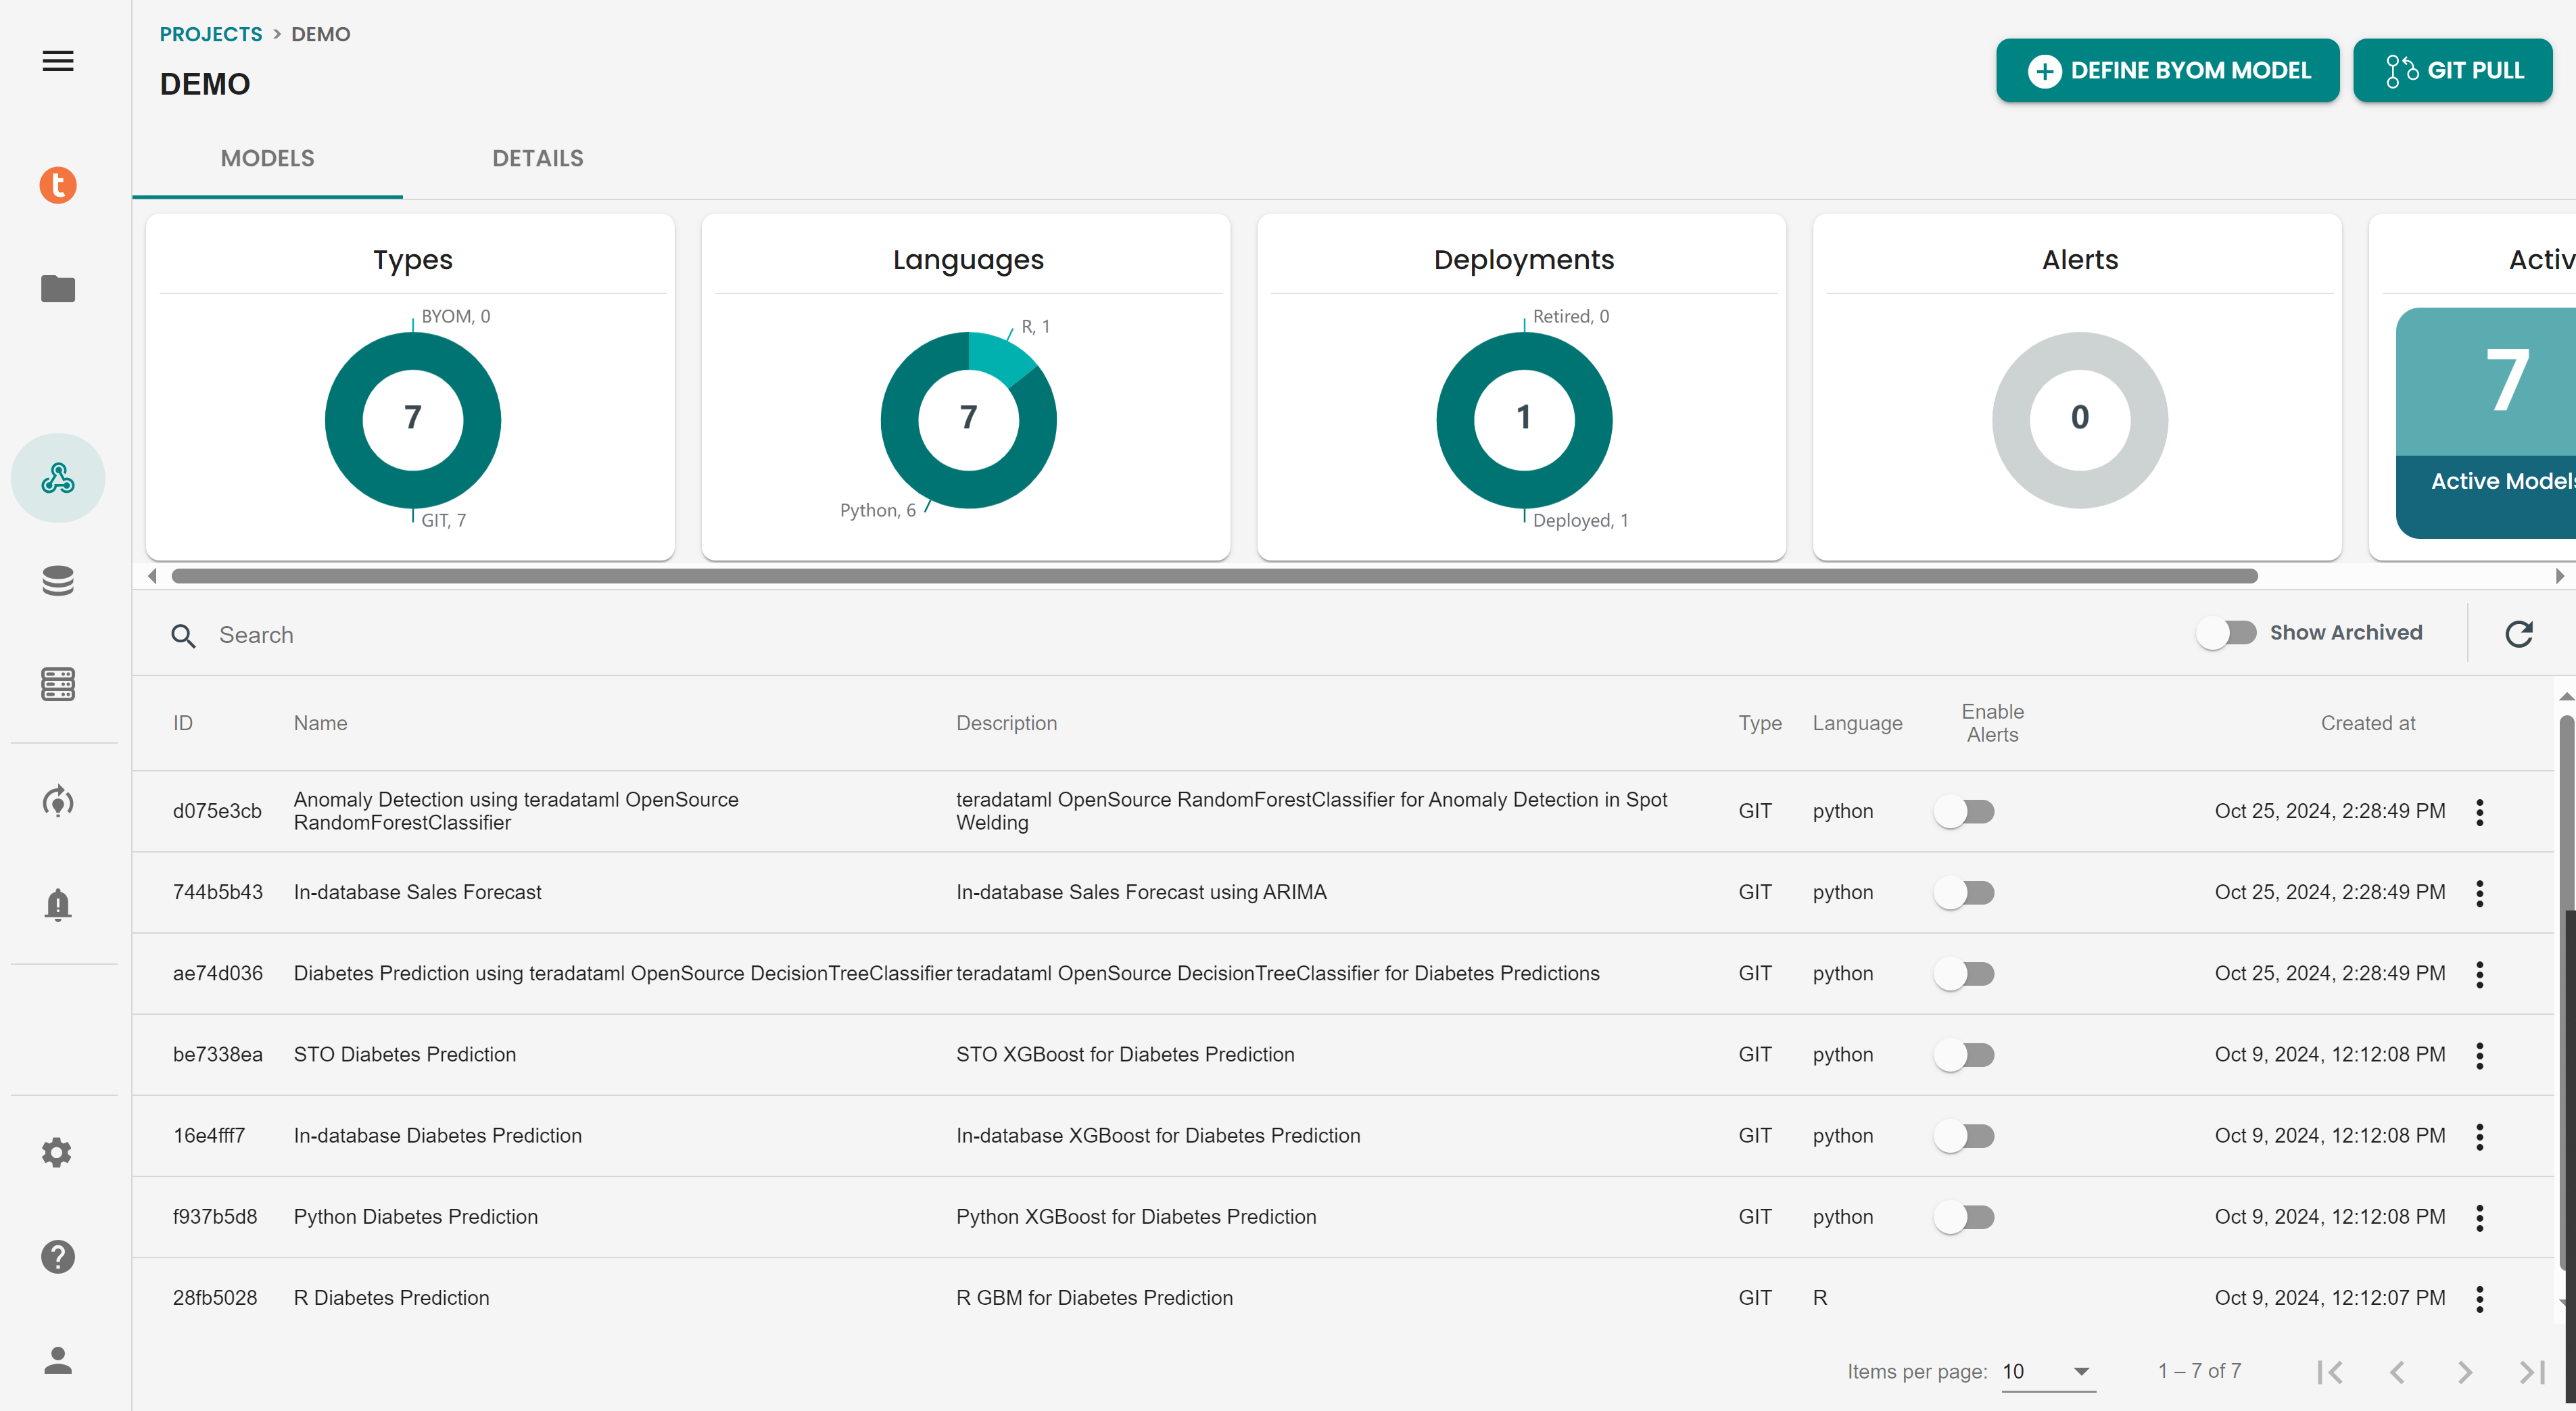 PROJECTS > DEMO
DEMO
DEFINE BYOM MODEL
GIT PULL
MODELS
DETAILS
t
Types
Languages
Deployments
Alerts
Activ
BYOM, 0
7
GIT, 7
R, 1
7
Python, 6
Retired, 0
1
Deployed, 1
0
7
Active Models
Search
Show Archived
ID Name Description Type Language Enable Alerts Created at
d075e3cb Anomaly Detection using teradataml OpenSource teradataml OpenSource RandomForestClassifier for Anomaly Detection in Spot GIT python Oct 25, 2024, 2:28:49 PM
RandomForestClassifier Welding
744b5b43 In-database Sales Forecast In-database Sales Forecast using ARIMA GIT python Oct 25, 2024, 2:28:49 PM
ae74d036 Diabetes Prediction using teradataml OpenSource DecisionTreeClassifier teradataml OpenSource DecisionTreeClassifier for Diabetes Predictions GIT python Oct 25, 2024, 2:28:49 PM
be7338ea STO Diabetes Prediction STO XGBoost for Diabetes Prediction GIT python Oct 9, 2024, 12:12:08 PM
16e4fff7 In-database Diabetes Prediction In-database XGBoost for Diabetes Prediction GIT python Oct 9, 2024, 12:12:08 PM
f937b5d8 Python Diabetes Prediction Python XGBoost for Diabetes Prediction GIT python Oct 9, 2024, 12:12:08 PM
28fb5028 R Diabetes Prediction R GBM for Diabetes Prediction GIT R Oct 9, 2024, 12:12:07 PM
Items per page: 10 1 – 7 of 7